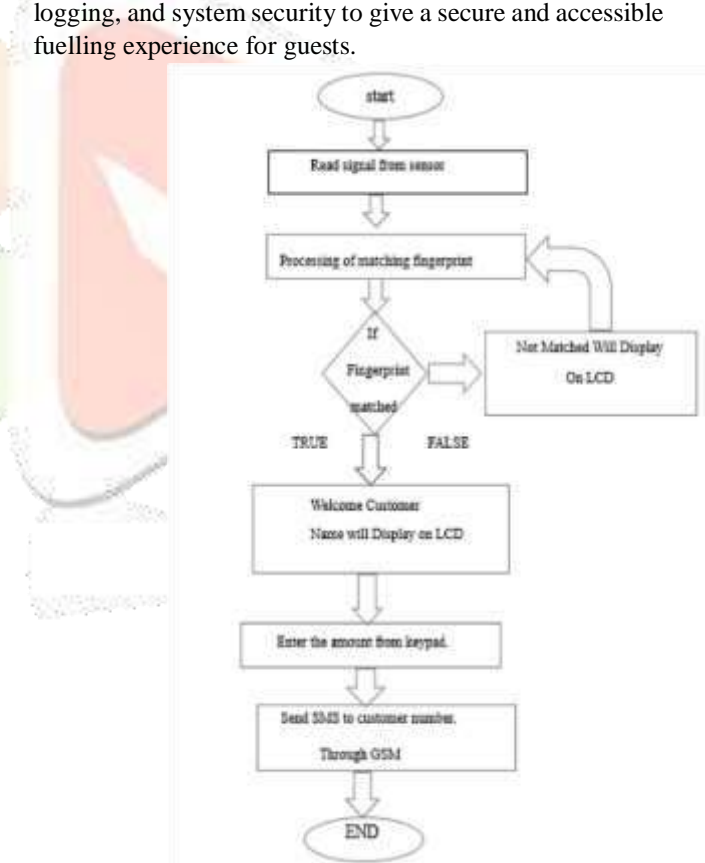 logging, and system security to give a secure and accessible
fuelling experience for guests.
start
Read signal from sensor
Processing of matching fingerprint
If
Fingerprint
matched
Not Matched Will Display
On LCD
TRUE
FALSE
Welcome Customer
Name will Display on LCD
Enter the amount from keypad.
Send SMS to customer number.
Through GSM
END